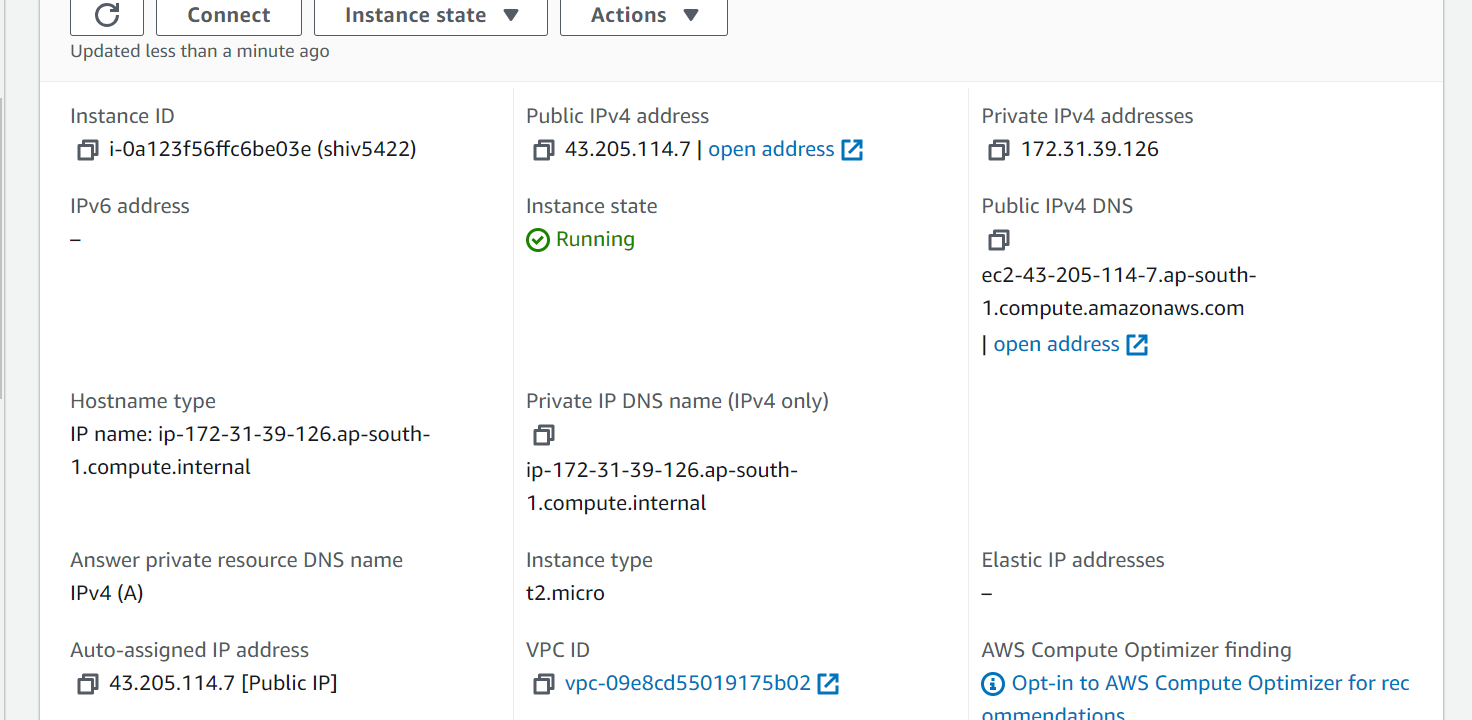 Connect Instance state Actions
Updated less than a minute ago
Instance ID
i-0a123f56ffc6be03e (shiv5422)
Public IPv4 address
43.205.114.7 | open address
Private IPv4 addresses
172.31.39.126
IPv6 address
–
Instance state
Running
Public IPv4 DNS
ec2-43-205-114-7.ap-south-
1.compute.amazonaws.com
| open address
Hostname type
IP name: ip-172-31-39-126.ap-south-
1.compute.internal
Private IP DNS name (IPv4 only)
ip-172-31-39-126.ap-south-
1.compute.internal
Answer private resource DNS name
IPv4 (A)
Instance type
t2.micro
Elastic IP addresses
–
Auto-assigned IP address
43.205.114.7 [Public IP]
VPC ID
vpc-09e8cd55019175b02
AWS Compute Optimizer finding
Opt-in to AWS Compute Optimizer for rec
ommendations